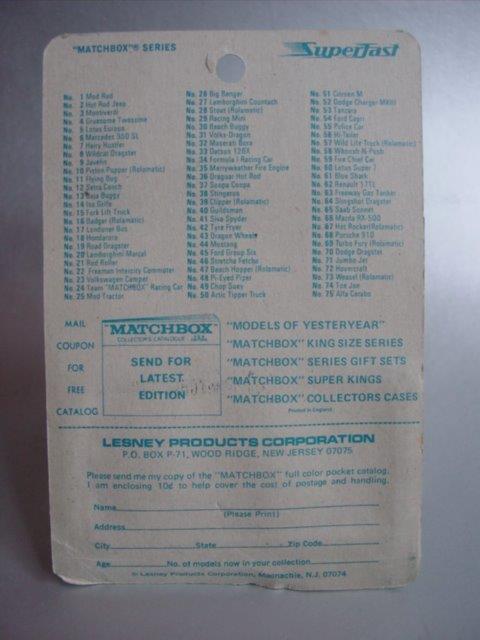 "MATCHBOX"® SERIES
SuperFast
No. 1 Mod Rod
No. 2 Hot Rod Jeep
No. 3 Monteverdi
No. 4 Gruesome Twosome
No. 5 Lotus Europa
No. 6 Mercedes 350 SL
No. 7 Hairy Hustler
No. 8 Wildcat Dragster
No. 9 Javelin
No. 10 Piston Popper (Rolamatic)
No. 11 Flying Bug
No. 12 Setra Coach
No. 13 Baja Buggy
No. 14 Iso Grifo
No. 15 Fork Lift Truck
No. 16 Badger (Rolamatic)
No. 17 Londoner Bus
No. 18 Hondarora
No. 19 Road Dragster
No. 20 Lamborghini Marzal
No. 21 Rod Roller
No. 22 Freeman Intercity Commuter
No. 23 Volkswagen Camper
No. 24 Team "MATCHBOX" Racing Car
No. 25 Mod Tractor
No. 26 Big Banger
No. 27 Lamborghini Countach
No. 28 Stoat (Rolamatic)
No. 29 Racing Mini
No. 30 Beach Buggy
No. 31 Volks-Dragon
No. 32 Maserati Bora
No. 33 Datsun 126X
No. 34 Formula 1 Racing Car
No. 35 Merryweather Fire Engine
No. 36 Draguar Hot Rod
No. 37 Soopa Coopa
No. 38 Stingeroo
No. 39 Clipper (Rolamatic)
No. 40 Guildsman
No. 41 Siva Spyder
No. 42 Tyre Fryer
No. 43 Dragon Wheels
No. 44 Mustang
No. 45 Ford Group Six
No. 46 Stretcha Fetcha
No. 47 Beach Hopper (Rolamatic)
No. 48 Pi-Eyed Piper
No. 49 Chop Suey
No. 50 Artic Tipper Truck
No. 51 Citroen M
No. 52 Dodge Charger MKIII
No. 53 Tanzara
No. 54 Ford Capri
No. 55 Police Car
No. 56 Hi-Tailer
No. 57 Wild Life Truck (Rolamatic)
No. 58 Whoosh-N-Push
No. 59 Fire Chief Car
No. 60 Lotus Super 7
No. 61 Blue Shark
No. 62 Renault 17TL
No. 63 Freeway Gas Tanker
No. 64 Slingshot Dragster
No. 65 Saab Sonnet
No. 66 Mazda RX-500
No. 67 Hot Rocker (Rolamatic)
No. 68 Porsche 910
No. 69 Turbo Fury (Rolamatic)
No. 70 Dodge Dragster
No. 71 Jumbo Jet
No. 72 Hovercraft
No. 73 Weasel (Rolamatic)
No. 74 Toe Joe
No. 75 Alfa Carabo
MAIL
COUPON
FOR
FREE
CATALOG
"MATCHBOX"
COLLECTOR'S CATALOGUE
SEND FOR
LATEST
EDITION
"MODELS OF YESTERYEAR"
"MATCHBOX" KING SIZE SERIES
"MATCHBOX" SERIES GIFT SETS
"MATCHBOX" SUPER KINGS
"MATCHBOX" COLLECTORS CASES
Printed in England
LESNEY PRODUCTS CORPORATION
P.O. BOX P-71, WOOD RIDGE, NEW JERSEY 07075
Please send me my copy of the "MATCHBOX" full color pocket catalog.
I am enclosing 10¢ to help cover the cost of postage and handling.
Name
(Please Print)
Address
City State Zip Code
Age No. of models now in your collection
© Lesney Products Corporation, Moonachie, N.J. 07074